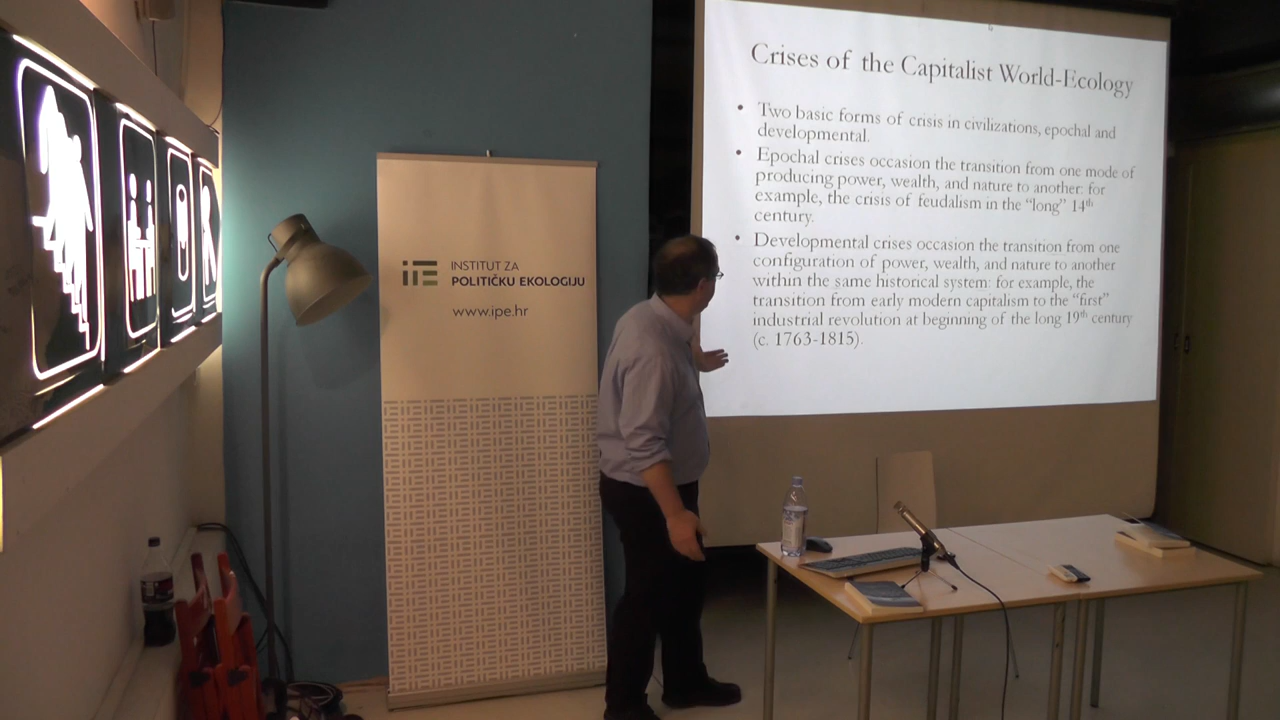 Crises of the Capitalist World-Ecology
• Two basic forms of crisis in civilizations, epochal and
developmental.
• Epochal crises occasion the transition from one mode of
producing power, wealth, and nature to another: for
example, the crisis of feudalism in the “long” 14th
century.
• Developmental crises occasion the transition from one
configuration of power, wealth, and nature to another
within the same historical system: for example, the
transition from early modern capitalism to the “first”
industrial revolution at beginning of the long 19th century
(c. 1763-1815).
INSTITUT ZA
POLITIČKU EKOLOGIJU
www.ipe.hr